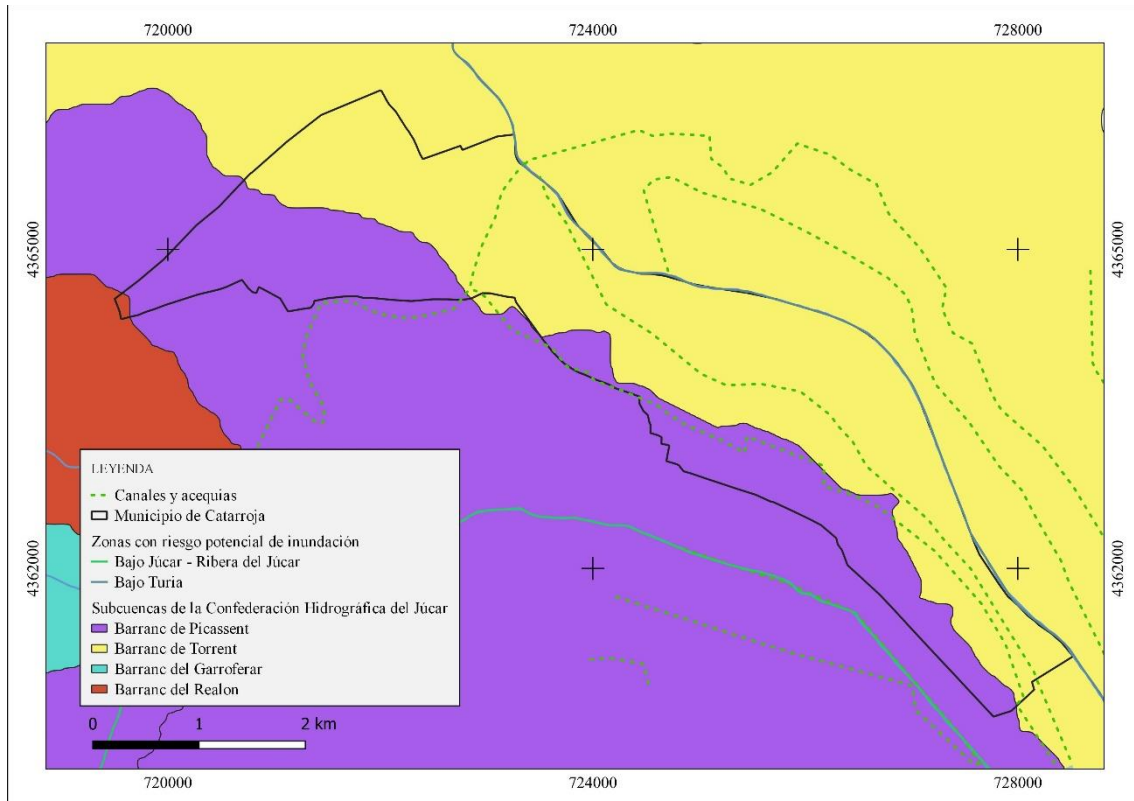 720000 724000 728000
4365000 4365000
LEYENDA
Canales y acequias
Municipio de Catarroja
Zonas con riesgo potencial de inundación
Bajo Júcar - Ribera del Júcar
Bajo Turia
Subcuencas de la Confederación Hidrográfica del Júcar
Barranc de Picassent
Barranc de Torrent
Barranc del Garroferar
Barranc del Realon
4362000 4362000
0 1 2 km
720000 724000 728000